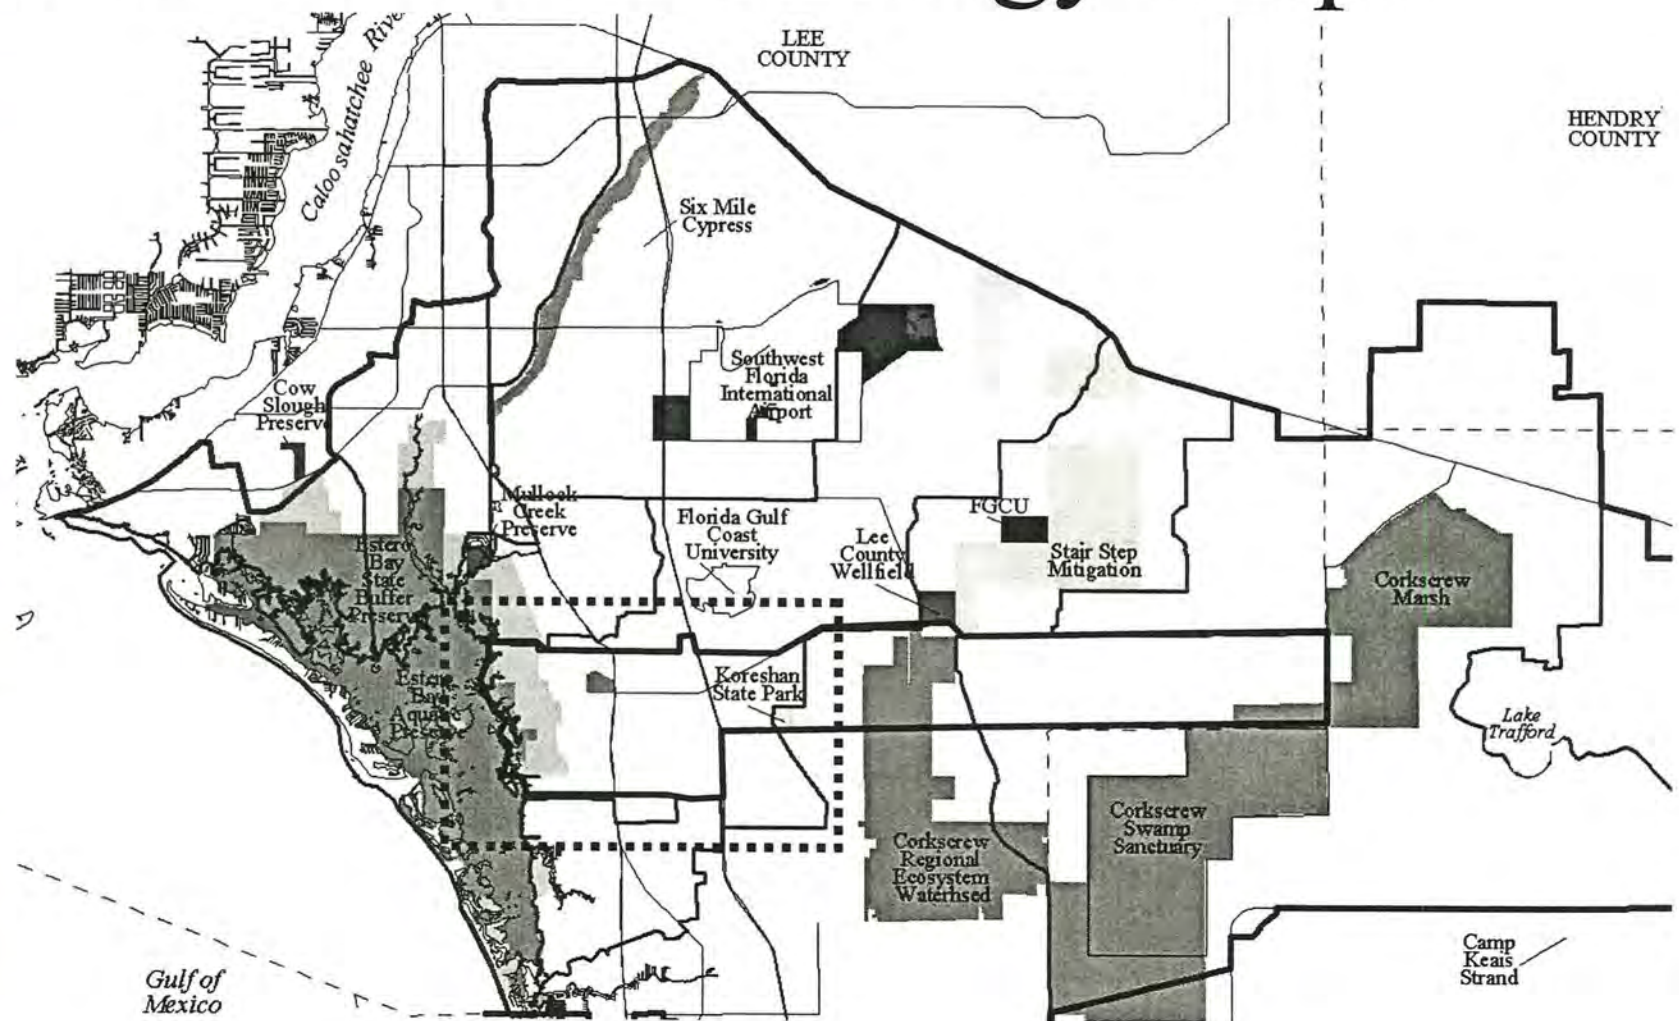 LEE
COUNTY
HENDRY
COUNTY
Caloosahatchee River
Six Mile
Cypress
Southwest
Florida
International
Airport
Cow
Slough
Preserve
Mullock
Creek
Preserve
Florida Gulf
Coast
University
Lee
County
Wellfield
FGCU
Stair Step
Mitigation
Corkscrew
Marsh
Estero
Bay
State
Buffer
Preserve
Estero
Bay
Aquatic
Preserve
Koreshan
State Park
Lake
Trafford
Corkscrew
Swamp
Sanctuary
Corkscrew
Regional
Ecosystem
Waterhsed
Camp
Keais
Strand
Gulf of
Mexico